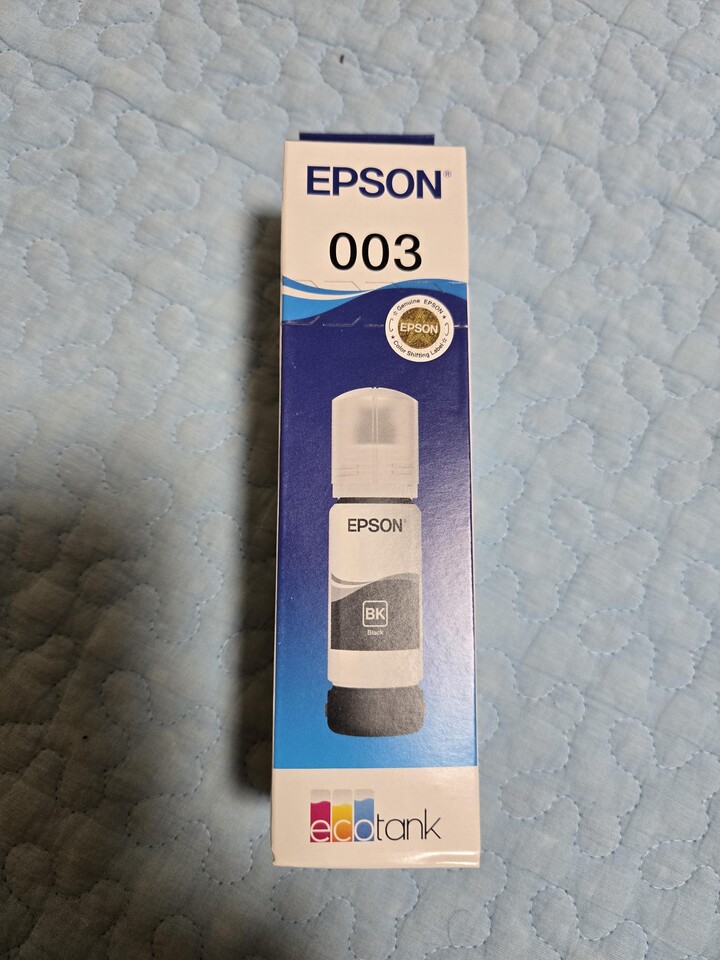 EPSON®
003
☆ Genuine EPSON ★
EPSON
★ Color Shifting Label ☆
EPSON
BK
Black
ecotank